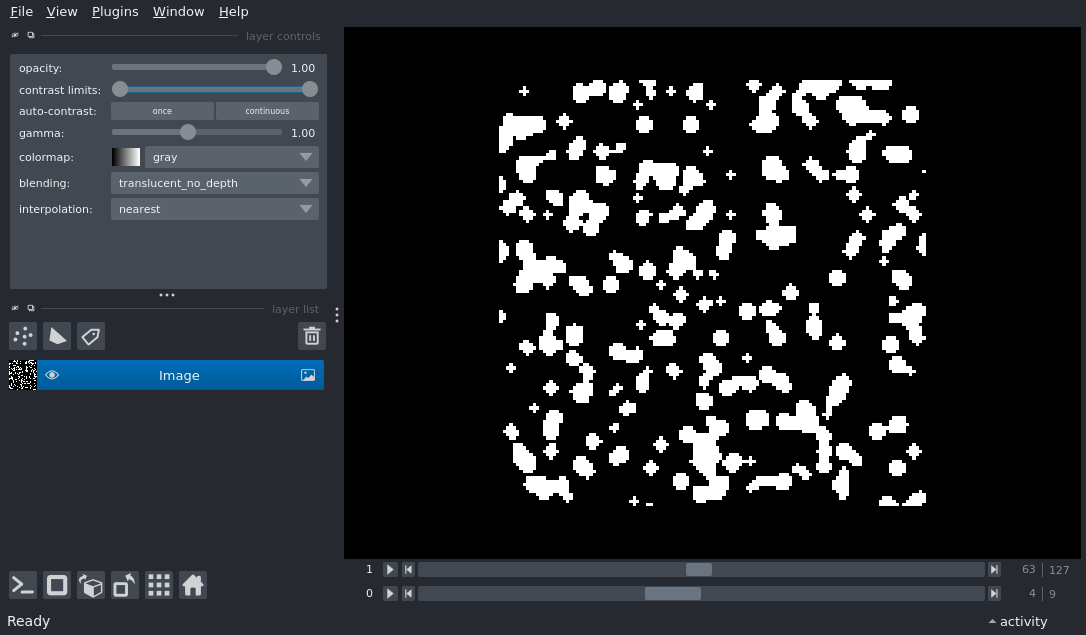 File View Plugins Window Help
layer controls
opacity: 1.00
contrast limits:
auto-contrast: once continuous
gamma: 1.00
colormap: gray
blending: translucent_no_depth
interpolation: nearest
layer list
Image
1 63 127
0 4 9
Ready activity